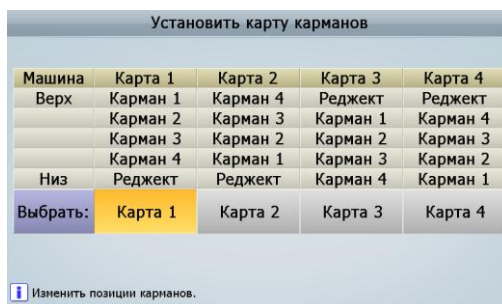 Установить карту карманов
Машина Карта 1 Карта 2 Карта 3 Карта 4
Верх Карман 1 Карман 4 Реджект Реджект
Карман 2 Карман 3 Карман 1 Карман 4
Карман 3 Карман 2 Карман 2 Карман 3
Карман 4 Карман 1 Карман 3 Карман 2
Низ Реджект Реджект Карман 4 Карман 1
Выбрать: Карта 1 Карта 2 Карта 3 Карта 4
i Изменить позиции карманов.